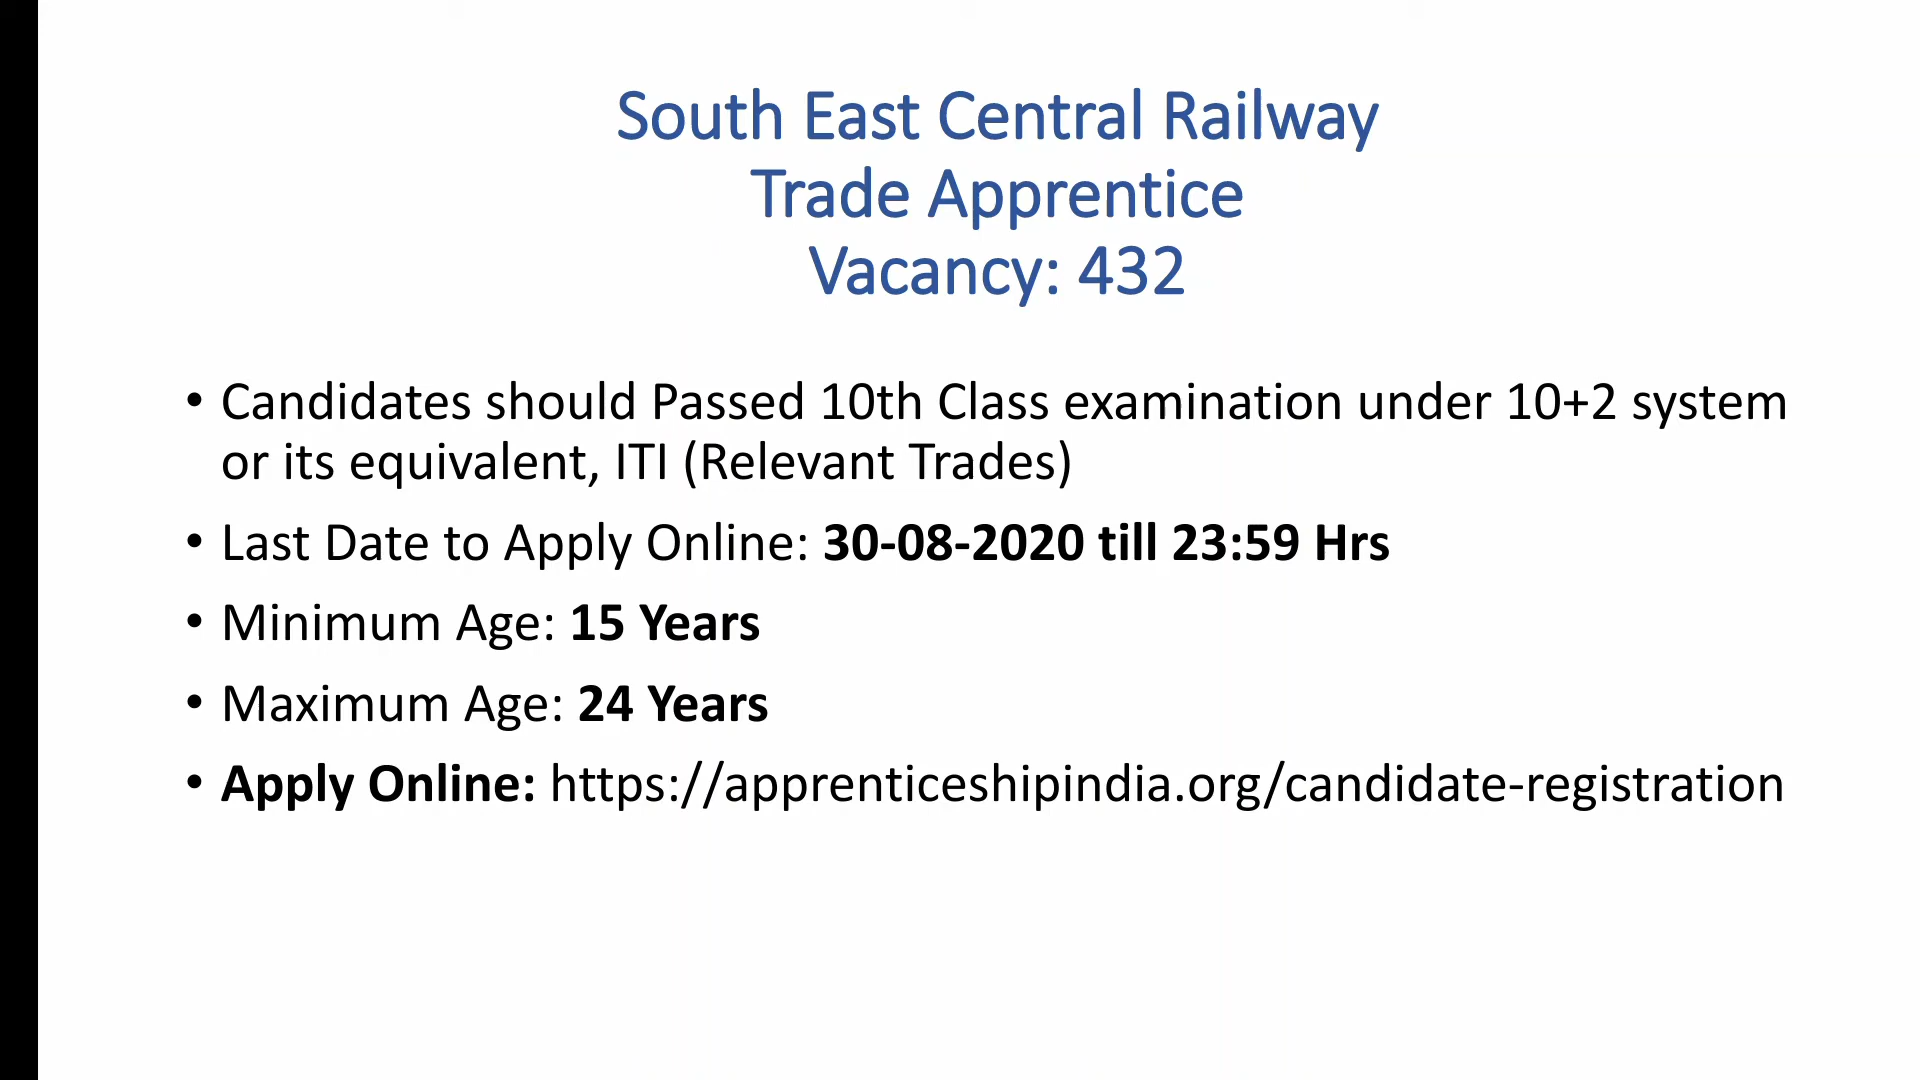 South East Central Railway
Trade Apprentice
Vacancy: 432
• Candidates should Passed 10th Class examination under 10+2 system
or its equivalent, ITI (Relevant Trades)
• Last Date to Apply Online: 30-08-2020 till 23:59 Hrs
• Minimum Age: 15 Years
• Maximum Age: 24 Years
• Apply Online: https://apprenticeshipindia.org/candidate-registration